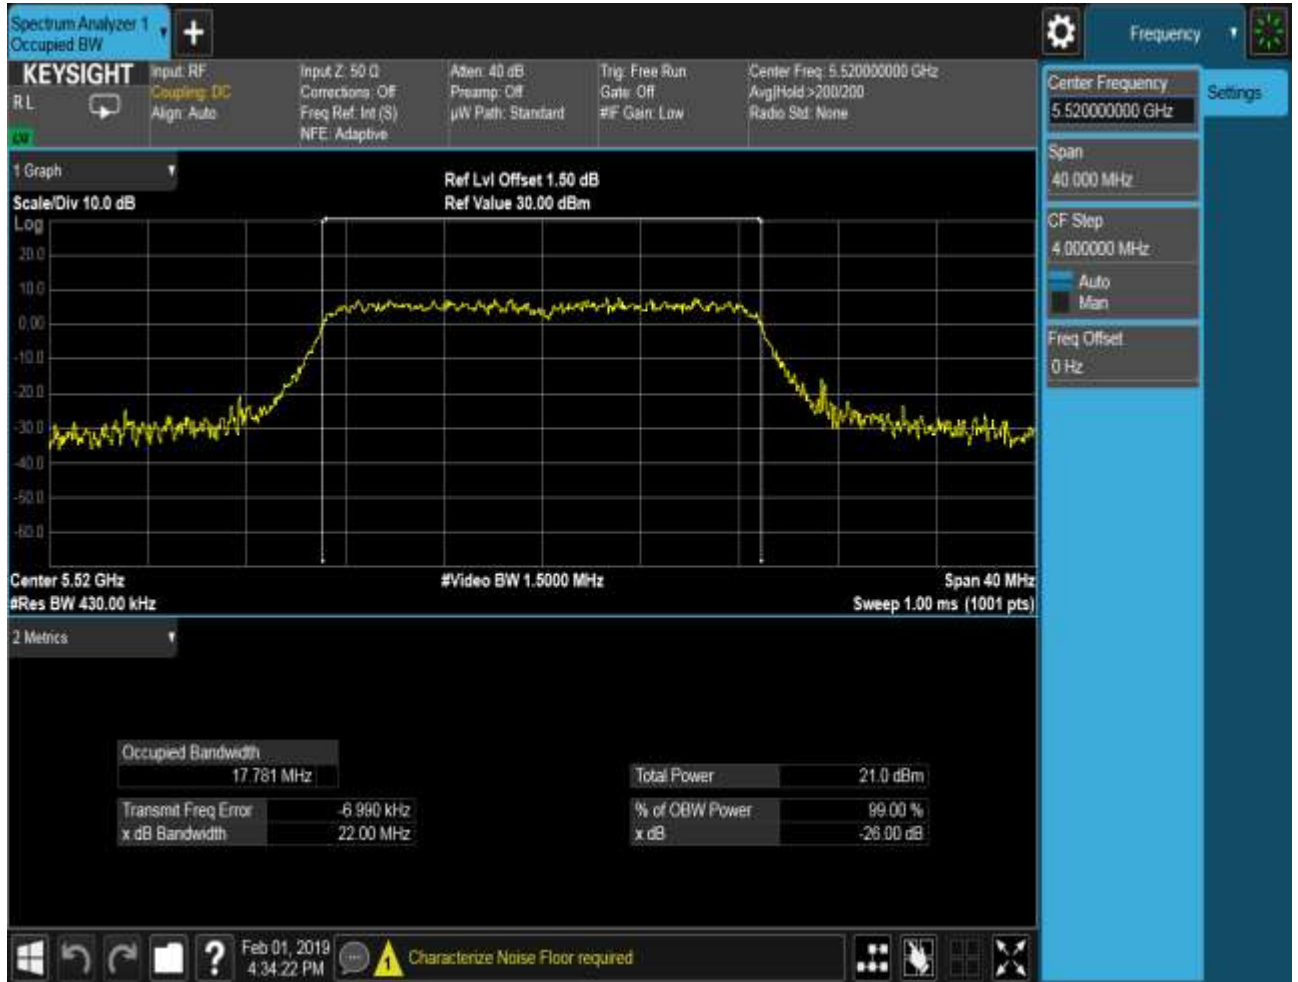 Spectrum Analyzer 1
Occupied BW
Frequency
KEYSIGHT
RL
Input: RF
Coupling: DC
Align: Auto
Input Z: 50 Ω
Corrections: Off
Freq Ref: Int (S)
NFE: Adaptive
Atten: 40 dB
Preamp: Off
µW Path: Standard
Trig: Free Run
Gate: Off
#IF Gain: Low
Center Freq: 5.520000000 GHz
Avg|Hold:>200/200
Radio Std: None
Center Frequency
5.520000000 GHz
Settings
Span
40.000 MHz
CF Step
4.000000 MHz
Auto
Man
Freq Offset
0 Hz
1 Graph
Scale/Div 10.0 dB
Ref Lvl Offset 1.50 dB
Ref Value 30.00 dBm
Log
20.0
10.0
0.00
-10.0
-20.0
-30.0
-40.0
-50.0
-60.0
Center 5.52 GHz
#Res BW 430.00 kHz
#Video BW 1.5000 MHz
Span 40 MHz
Sweep 1.00 ms (1001 pts)
2 Metrics
Occupied Bandwidth
17.781 MHz
Transmit Freq Error -6.990 kHz
x dB Bandwidth 22.00 MHz
Total Power 21.0 dBm
% of OBW Power 99.00 %
x dB -26.00 dB
?
Feb 01, 2019
4:34:22 PM
1
Characterize Noise Floor required